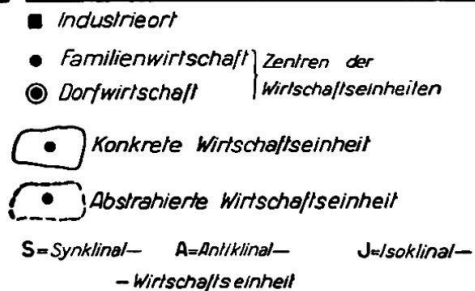 Industrieort
Familienwirtschaft
Dorfwirtschaft
Zentren der
Wirtschaftseinheiten
Konkrete Wirtschaftseinheit
Abstrahierte Wirtschaftseinheit
S=Synklinal— A=Antiklinal— J=Isoklinal—
— Wirtschaftseinheit